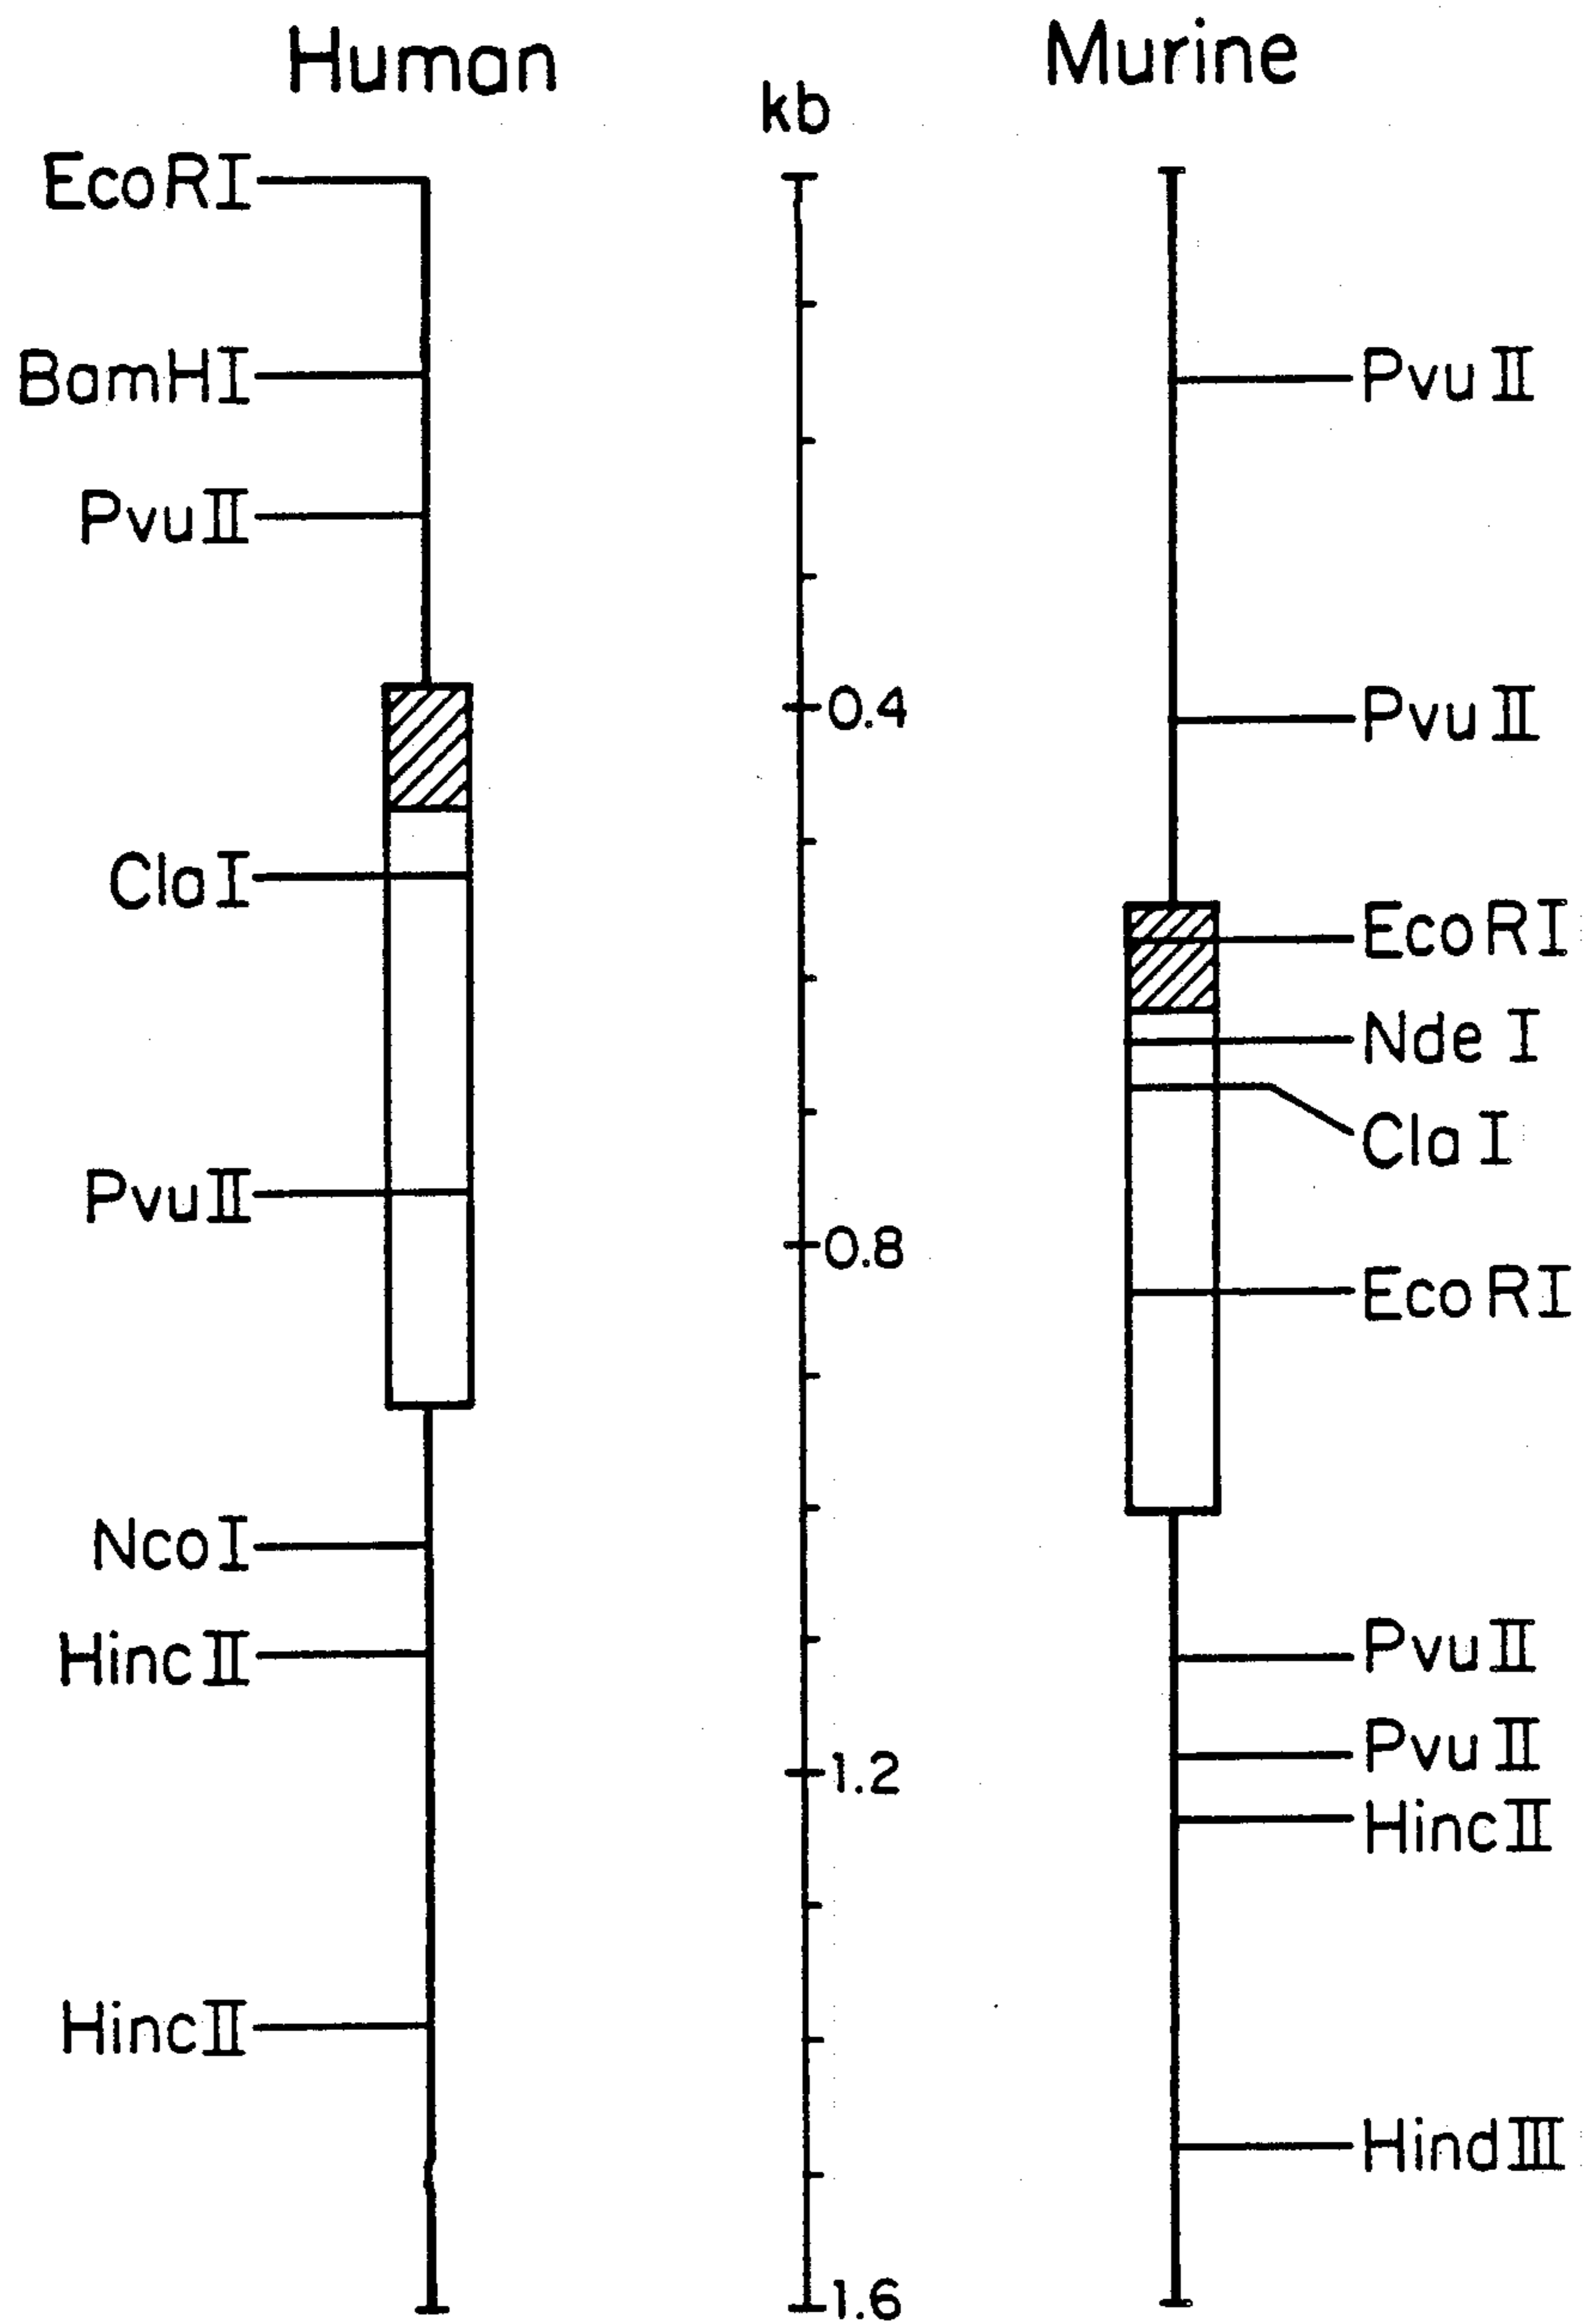 Human
kb
Murine
EcoRI
BamHI
PvuII
ClaI
PvuII
NcoI
HincII
HincII
0.4
0.8
1.2
1.6
PvuII
PvuII
EcoRI
NdeI
ClaI
EcoRI
PvuII
PvuII
HincII
HindIII